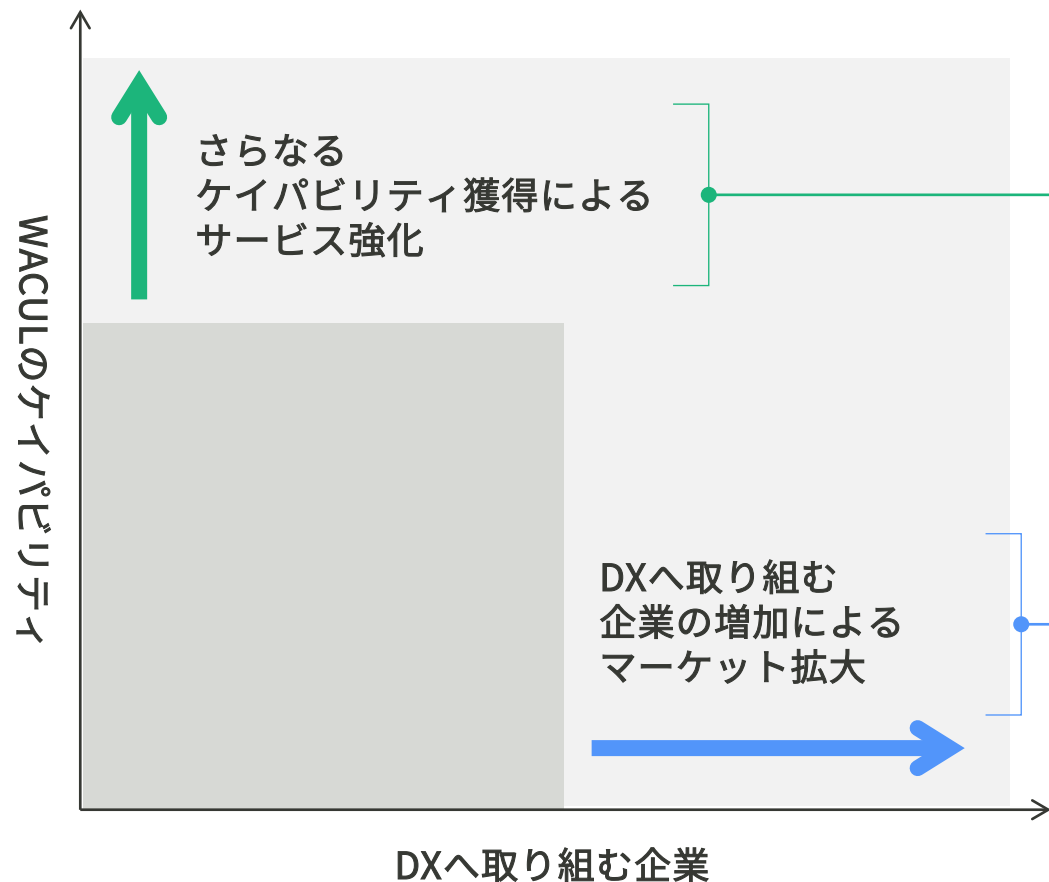 さらなる
ケイパビリティ獲得による
サービス強化
WACULのケイパビリティ
DXへ取り組む
企業の増加による
マーケット拡大
DXへ取り組む企業